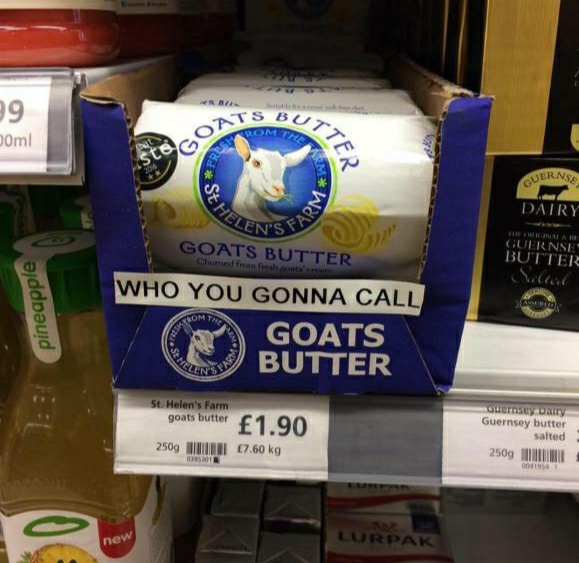 99
00ml
pineapple
new
GOATS BUTTER
FRESH FROM THE FARM
ST HELEN'S FARM
GOATS BUTTER
Churned from fresh goats' cream
WHO YOU GONNA CALL
FRESH FROM THE FARM
ST HELEN'S FARM
GOATS
BUTTER
St. Helen's Farm
goats butter
£1.90
250g
£7.60 kg
GUERNSEY
DAIRY
GUERNSEY
BUTTER
Salted
Guernsey Dairy
Guernsey butter
salted
250g
LURPAK
LURPAK